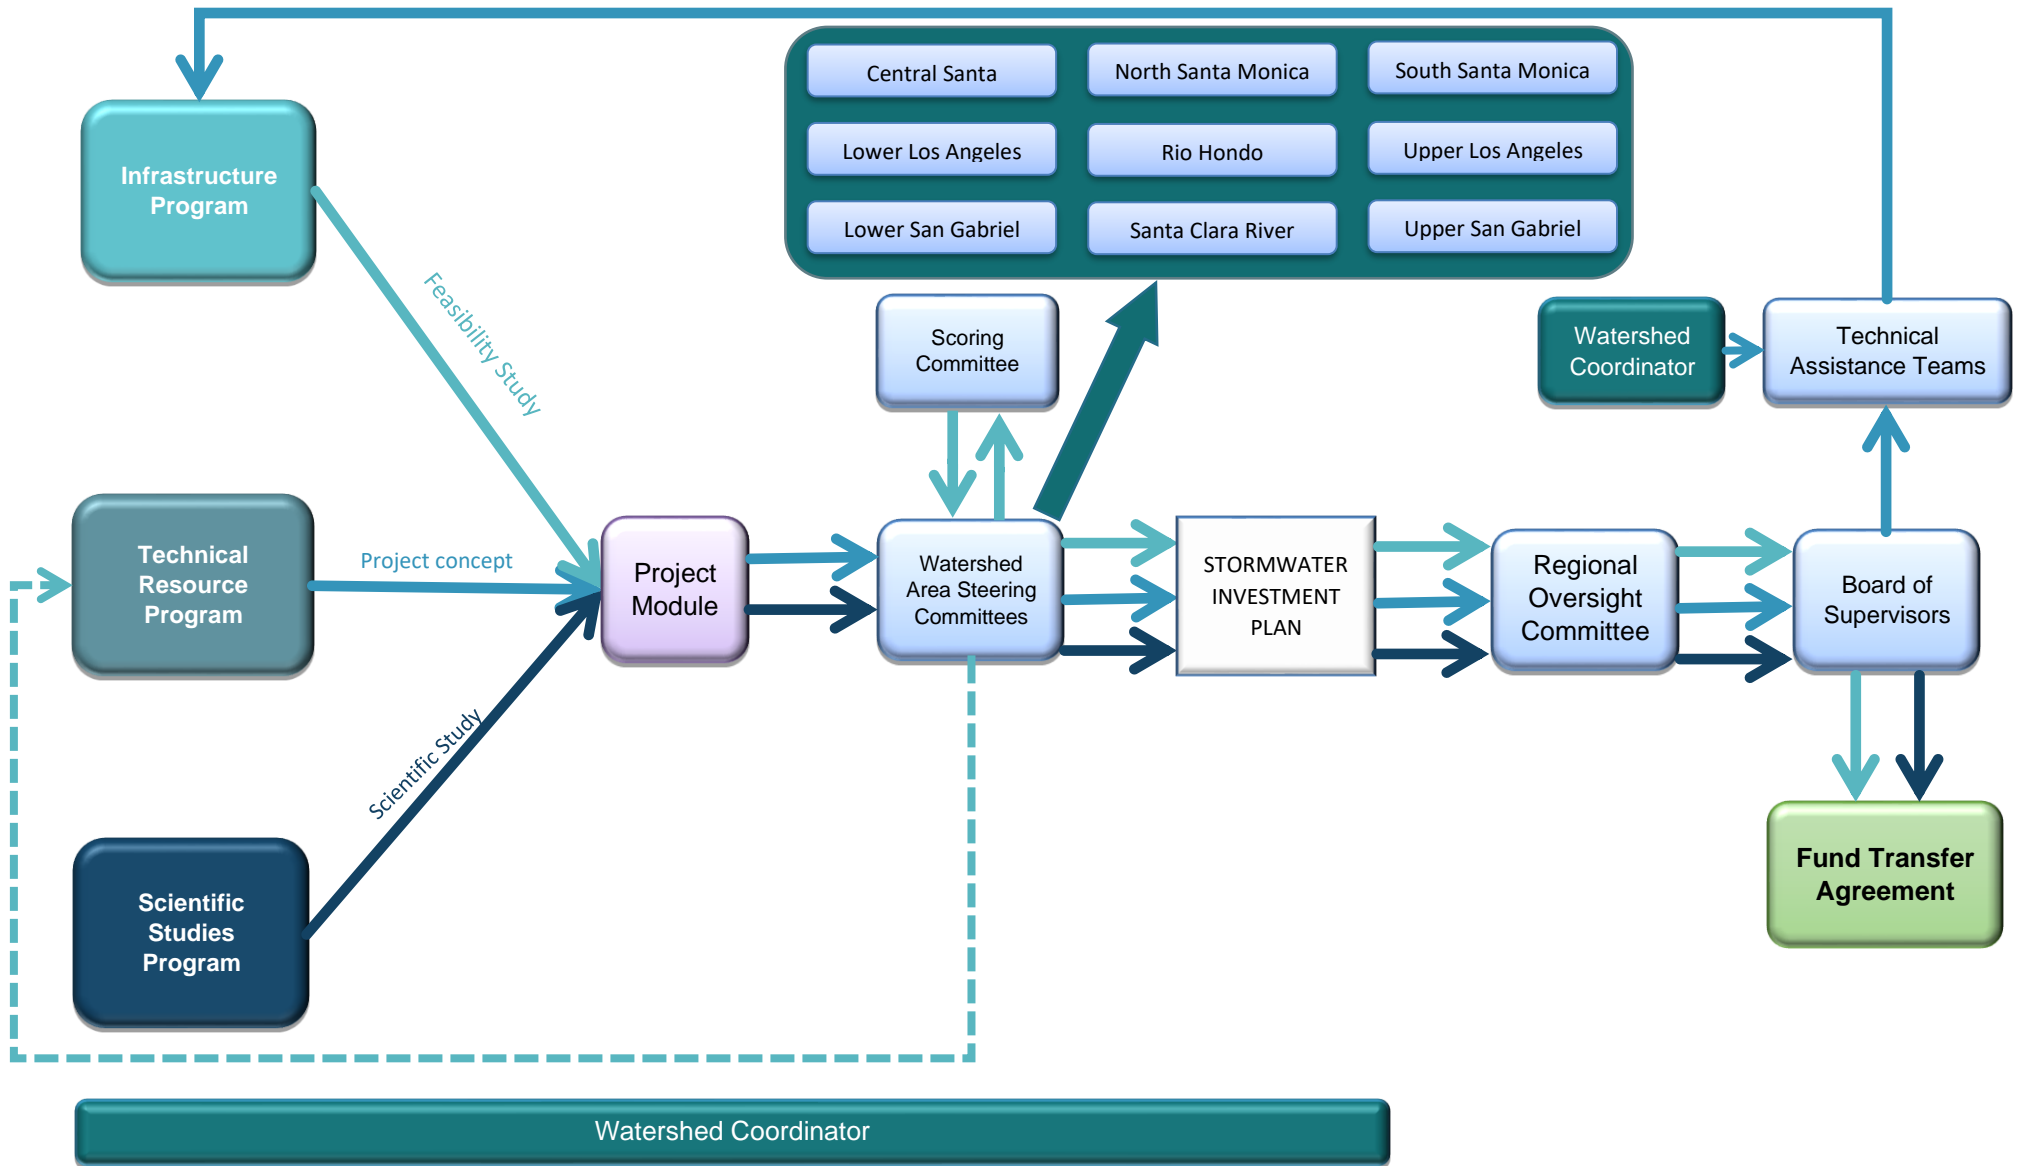 Central Santa
North Santa Monica
South Santa Monica
Lower Los Angeles
Rio Hondo
Upper Los Angeles
Lower San Gabriel
Santa Clara River
Upper San Gabriel
Infrastructure
Program
Feasibility Study
Scoring
Committee
Watershed
Coordinator
Technical
Assistance Teams
Technical
Resource
Program
Project concept
Project
Module
Watershed
Area Steering
Committees
STORMWATER
INVESTMENT
PLAN
Regional
Oversight
Committee
Board of
Supervisors
Scientific Study
Scientific
Studies
Program
Fund Transfer
Agreement
Watershed Coordinator